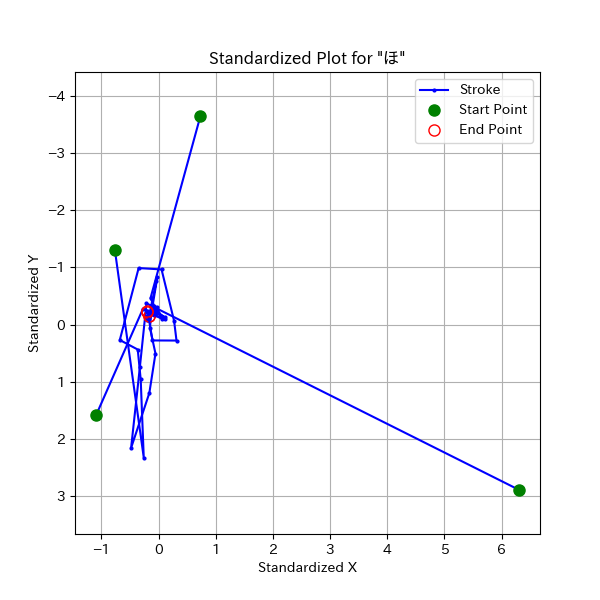 Standardized Plot for "ほ"
Stroke
Start Point
End Point
−4
−3
−2
−1
0
1
2
3
Standardized Y
−1
0
1
2
3
4
5
6
Standardized X